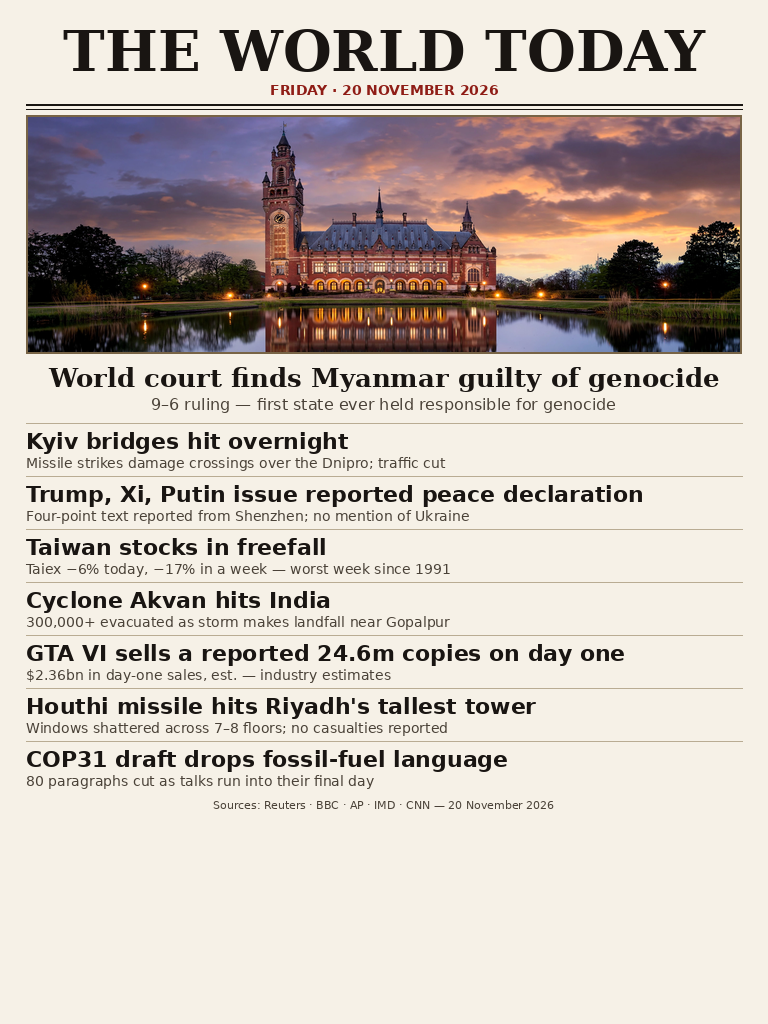 THE WORLD TODAY
FRIDAY · 20 NOVEMBER 2026
World court finds Myanmar guilty of genocide
9–6 ruling — first state ever held responsible for genocide
Kyiv bridges hit overnight
Missile strikes damage crossings over the Dnipro; traffic cut
Trump, Xi, Putin issue reported peace declaration
Four-point text reported from Shenzhen; no mention of Ukraine
Taiwan stocks in freefall
Taiex −6% today, −17% in a week — worst week since 1991
Cyclone Akvan hits India
300,000+ evacuated as storm makes landfall near Gopalpur
GTA VI sells a reported 24.6m copies on day one
$2.36bn in day-one sales, est. — industry estimates
Houthi missile hits Riyadh's tallest tower
Windows shattered across 7–8 floors; no casualties reported
COP31 draft drops fossil-fuel language
80 paragraphs cut as talks run into their final day
Sources: Reuters · BBC · AP · IMD · CNN — 20 November 2026